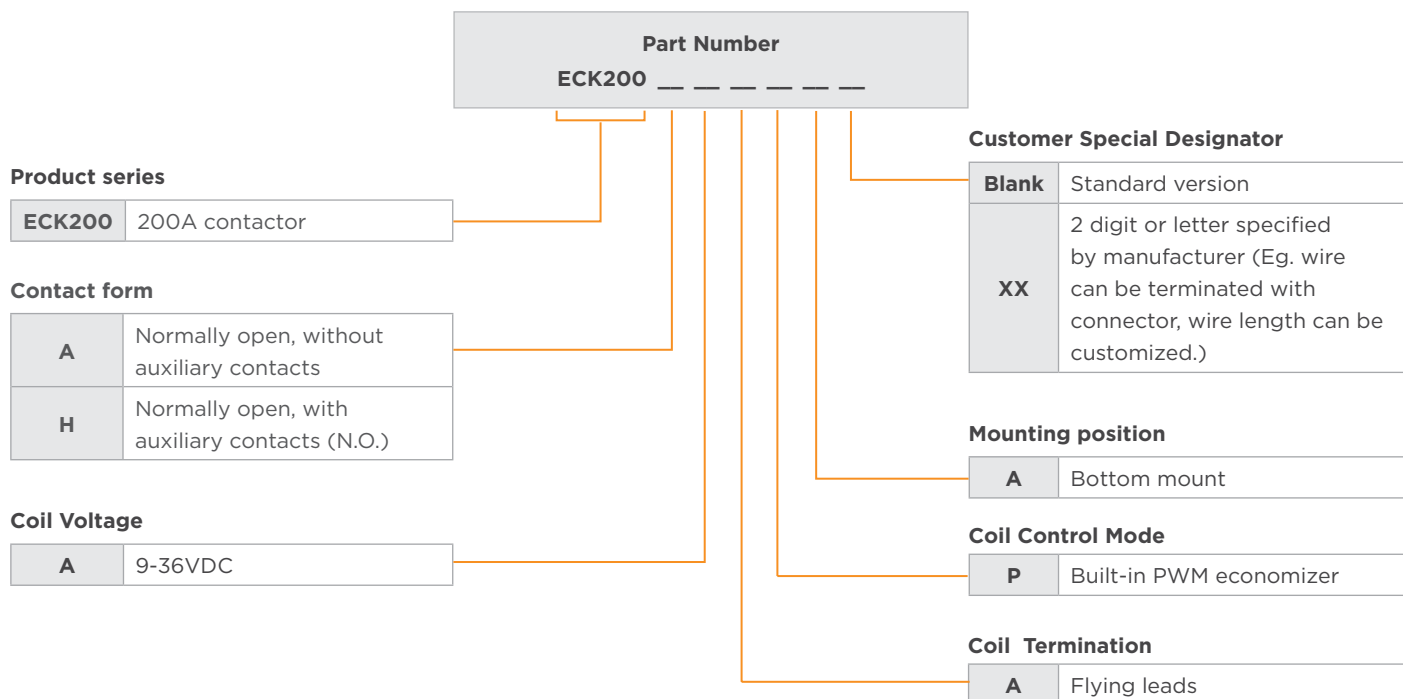 Part Number
ECK200 __ __ __ __ __ __
Product series
ECK200 200A contactor
Contact form
A Normally open, without
auxiliary contacts
H Normally open, with
auxiliary contacts (N.O.)
Coil Voltage
A 9-36VDC
Customer Special Designator
Blank Standard version
XX 2 digit or letter specified
by manufacturer (Eg. wire
can be terminated with
connector, wire length can be
customized.)
Mounting position
A Bottom mount
Coil Control Mode
P Built-in PWM economizer
Coil Termination
A Flying leads